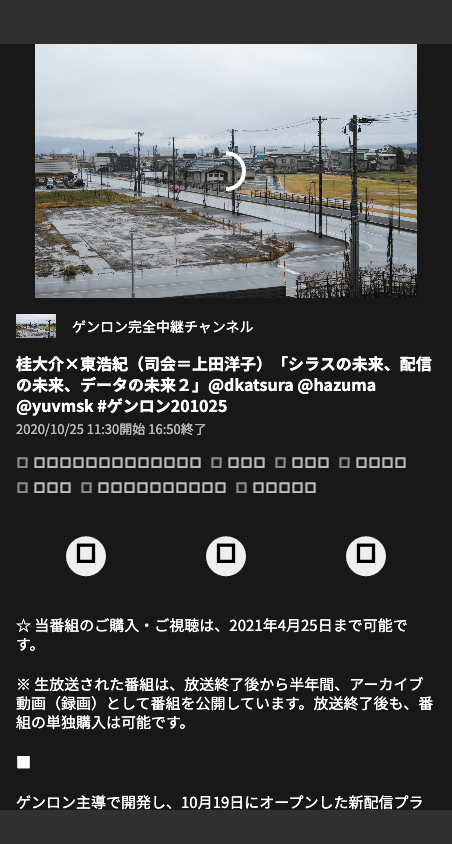 ゲンロン完全中継チャンネル
桂大介×東浩紀（司会＝上田洋子）「シラスの未来、配信
の未来、データの未来２」@dkatsura @hazuma
@yuvmsk #ゲンロン201025
2020/10/25 11:30開始 16:50終了
☆ 当番組のご購入・ご視聴は、2021年4月25日まで可能で
す。
※ 生放送された番組は、放送終了後から半年間、アーカイブ
動画（録画）として番組を公開しています。放送終了後も、番
組の単独購入は可能です。
■
ゲンロン主導で開発し、10月19日にオープンした新配信プラ